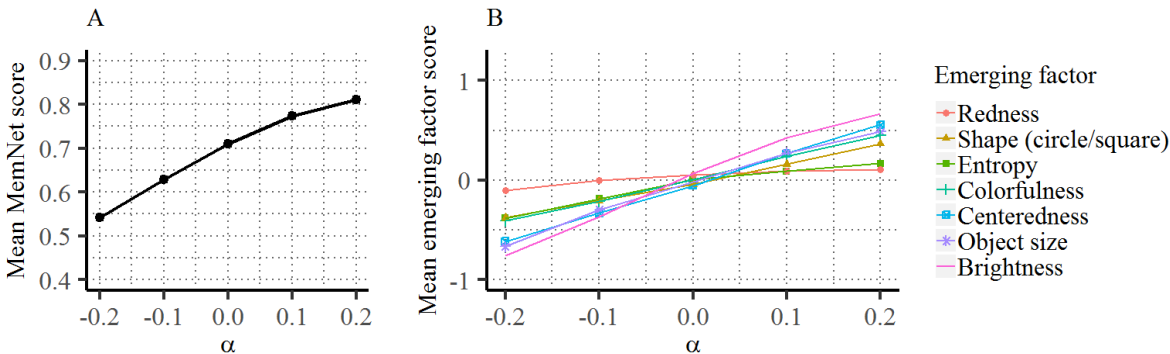 A
Mean MemNet score
0.9
0.8
0.7
0.6
0.5
0.4
-0.2 -0.1 0.0 0.1 0.2
α
B
Mean emerging factor score
1
0
-1
-0.2 -0.1 0.0 0.1 0.2
α
Emerging factor
Redness
Shape (circle/square)
Entropy
Colorfulness
Centeredness
Object size
Brightness